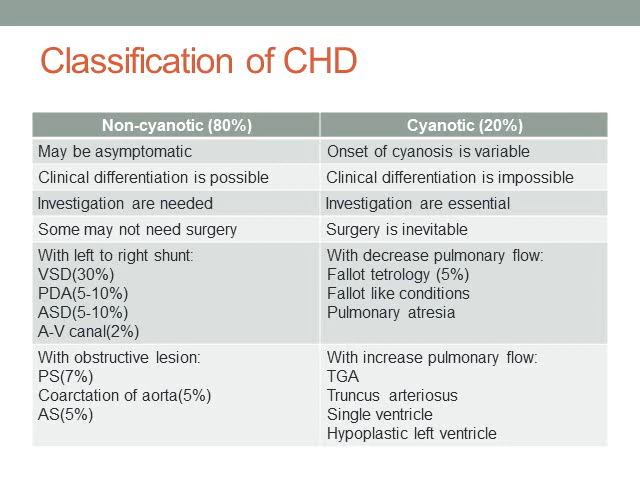 Classification of CHD
Non-cyanotic (80%)
Cyanotic (20%)
May be asymptomatic
Onset of cyanosis is variable
Clinical differentiation is possible
Clinical differentiation is impossible
Investigation are needed
Investigation are essential
Some may not need surgery
Surgery is inevitable
With left to right shunt:
VSD(30%)
PDA(5-10%)
ASD(5-10%)
A-V canal(2%)
With decrease pulmonary flow:
Fallot tetrology (5%)
Fallot like conditions
Pulmonary atresia
With obstructive lesion:
PS(7%)
Coarctation of aorta(5%)
AS(5%)
With increase pulmonary flow:
TGA
Truncus arteriosus
Single ventricle
Hypoplastic left ventricle